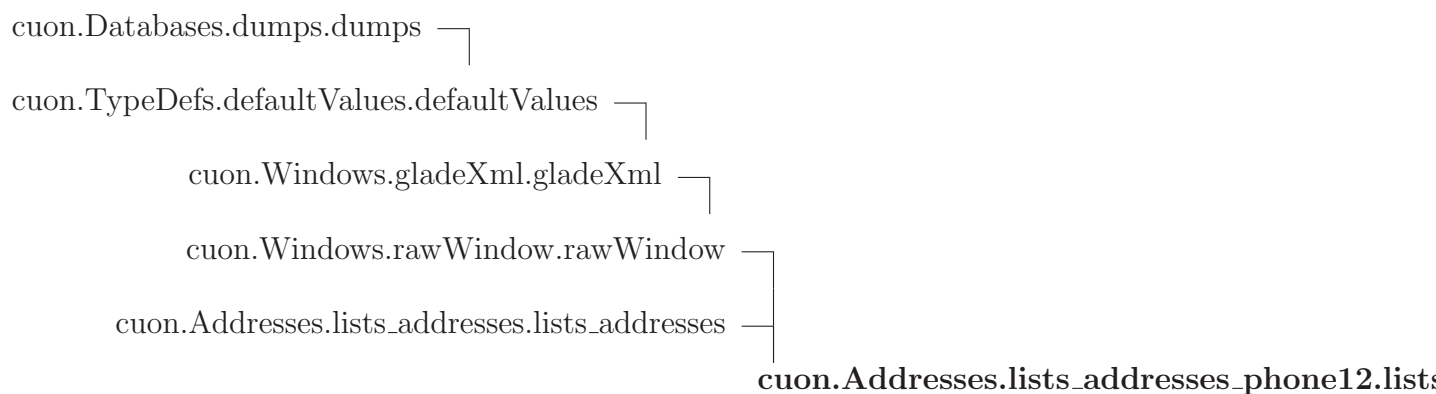 cuon.Databases.dumps.dumps
cuon.TypeDefs.defaultValues.defaultValues
cuon.Windows.gladeXml.gladeXml
cuon.Windows.rawWindow.rawWindow
cuon.Addresses.lists_addresses.lists_addresses
cuon.Addresses.lists_addresses_phone12.lists